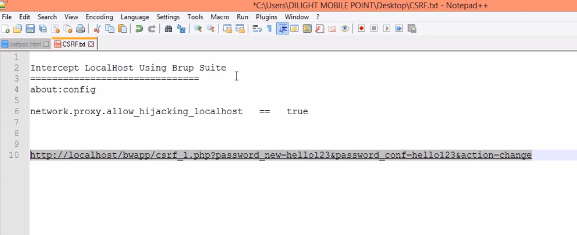 *C:\Users\DILIGHT MOBILE POINT\Desktop\CSRF.txt - Notepad++
File Edit Search View Encoding Language Settings Tools Macro Run Plugins Window ?
CSRF.txt
1
2 Intercept LocalHost Using Brup Suite
3 ===============================
4 about:config
5
6 network.proxy.allow_hijacking_localhost == true
7
8
9
10 http://localhost/bwapp/csrf_1.php?password_new=hello123&password_conf=hello123&action=change